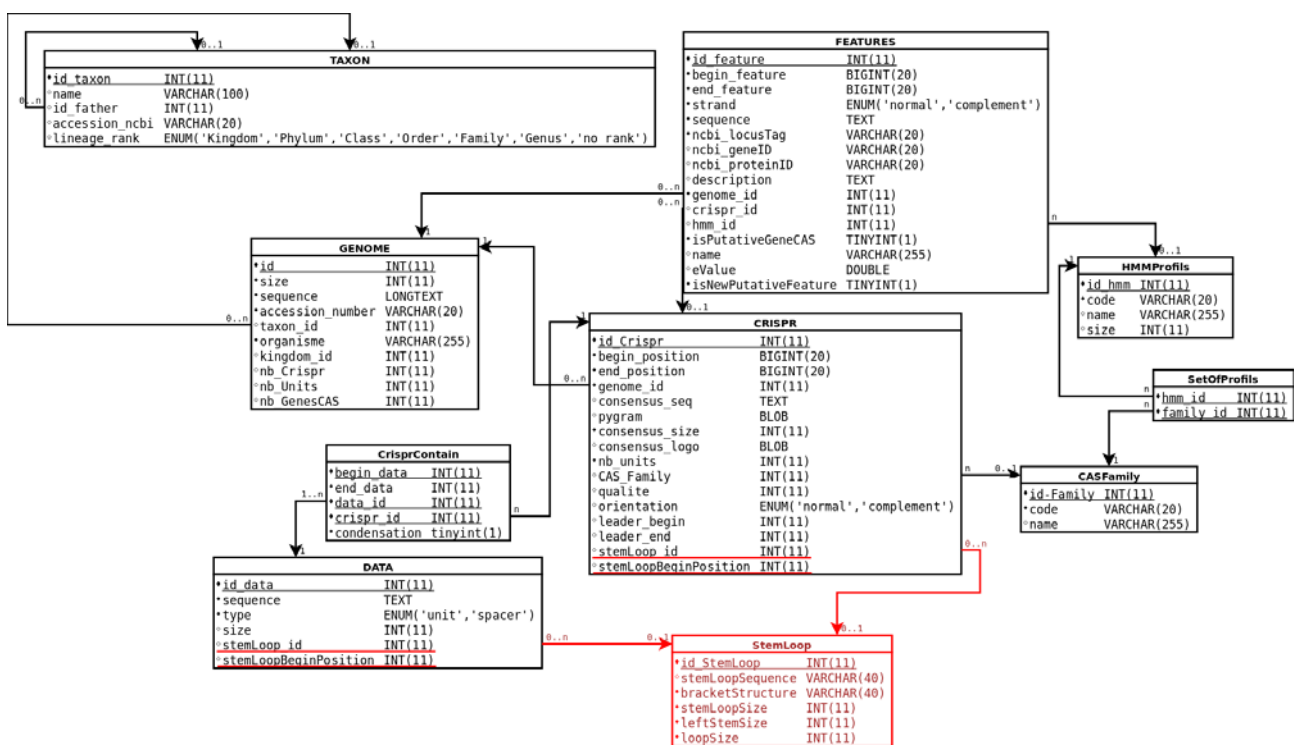 TAXON
id_taxon INT(11)
name VARCHAR(100)
id_father INT(11)
accession_ncbi VARCHAR(20)
lineage_rank ENUM('Kingdom','Phylum','Class','Order','Family','Genus','no rank')
0..1
0..1
0..n
FEATURES
id_feature INT(11)
begin_feature BIGINT(20)
end_feature BIGINT(20)
strand ENUM('normal','complement')
sequence TEXT
ncbi_locusTag VARCHAR(20)
ncbi_geneID VARCHAR(20)
ncbi_proteinID VARCHAR(20)
description TEXT
genome_id INT(11)
crispr_id INT(11)
hmm_id INT(11)
isPutativeGeneCAS TINYINT(1)
name VARCHAR(255)
eValue DOUBLE
isNewPutativeFeature TINYINT(1)
0..n
0..n
n
0..1
1
1
GENOME
id INT(11)
size INT(11)
sequence LONGTEXT
accession_number VARCHAR(20)
taxon_id INT(11)
organisme VARCHAR(255)
kingdom_id INT(11)
nb_Crispr INT(11)
nb_Units INT(11)
nb_GenesCAS INT(11)
0..n
0..n
HMMProfils
id_hmm INT(11)
code VARCHAR(20)
name VARCHAR(255)
size INT(11)
1
SetOfProfils
hmm_id INT(11)
family_id INT(11)
n
n
0..1
1
CRISPR
id_Crispr INT(11)
begin_position BIGINT(20)
end_position BIGINT(20)
genome_id INT(11)
consensus_seq TEXT
pygram BLOB
consensus_size INT(11)
consensus_logo BLOB
nb_units INT(11)
CAS_Family INT(11)
qualite INT(11)
orientation ENUM('normal','complement')
leader_begin INT(11)
leader_end INT(11)
stemLoop_id INT(11)
stemLoopBeginPosition INT(11)
n
0..1
1
0..n
CASFamily
id-Family INT(11)
code VARCHAR(20)
name VARCHAR(255)
CrisprContain
begin_data INT(11)
end_data INT(11)
data_id INT(11)
crispr_id INT(11)
condensation tinyint(1)
1..n
n
1
DATA
id_data INT(11)
sequence TEXT
type ENUM('unit','spacer')
size INT(11)
stemLoop_id INT(11)
stemLoopBeginPosition INT(11)
0..n
0..1
0..1
StemLoop
id_StemLoop INT(11)
stemLoopSequence VARCHAR(40)
bracketStructure VARCHAR(40)
stemLoopSize INT(11)
leftStemSize INT(11)
loopSize INT(11)